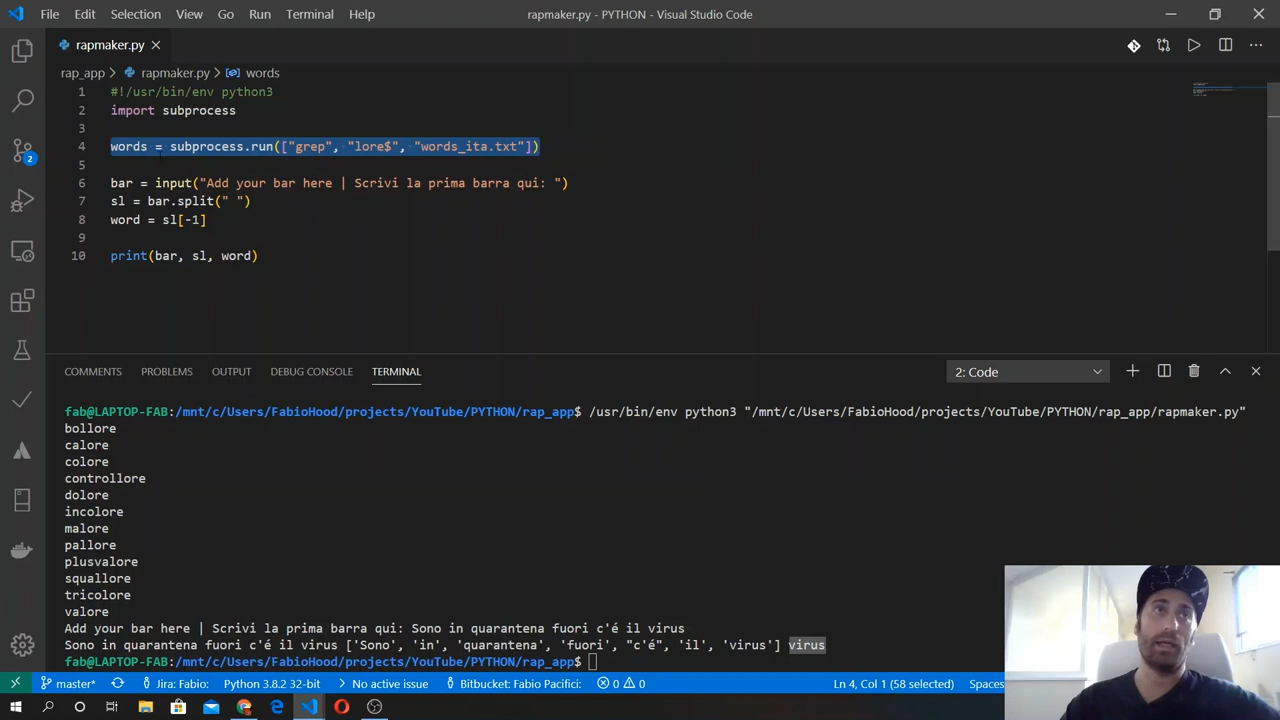 File Edit Selection View Go Run Terminal Help rapmaker.py - PYTHON - Visual Studio Code
rapmaker.py
rap_app > rapmaker.py > words
1 #!/usr/bin/env python3
2 import subprocess
3
4 words = subprocess.run(["grep", "lore$", "words_ita.txt"])
5
6 bar = input("Add your bar here | Scrivi la prima barra qui: ")
7 sl = bar.split(" ")
8 word = sl[-1]
9
10 print(bar, sl, word)
2
COMMENTS PROBLEMS OUTPUT DEBUG CONSOLE TERMINAL 2: Code
fab@LAPTOP-FAB:/mnt/c/Users/FabioHood/projects/YouTube/PYTHON/rap_app$ /usr/bin/env python3 "/mnt/c/Users/FabioHood/projects/YouTube/PYTHON/rap_app/rapmaker.py"
bollore
calore
colore
controllore
dolore
incolore
malore
pallore
plusvalore
squallore
tricolore
valore
Add your bar here | Scrivi la prima barra qui: Sono in quarantena fuori c'é il virus
Sono in quarantena fuori c'é il virus ['Sono', 'in', 'quarantena', 'fuori', "c'é", 'il', 'virus'] virus
fab@LAPTOP-FAB:/mnt/c/Users/FabioHood/projects/YouTube/PYTHON/rap_app$
master* Jira: Fabio: Python 3.8.2 32-bit No active issue Bitbucket: Fabio Pacifici: 0 0 Ln 4, Col 1 (58 selected) Spaces